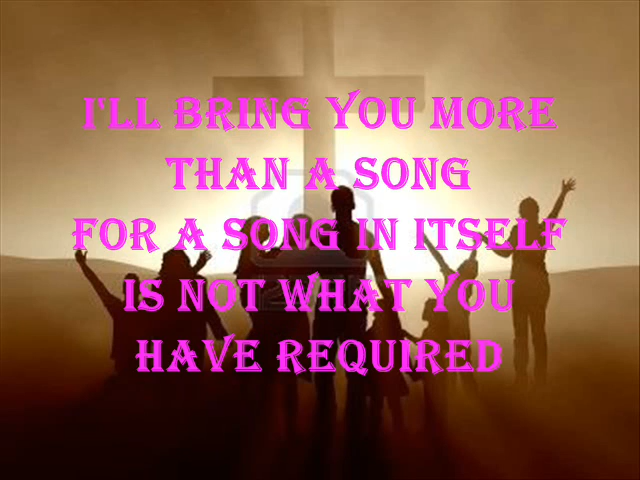 I'LL BRING YOU MORE
THAN A SONG
FOR A SONG IN ITSELF
IS NOT WHAT YOU
HAVE REQUIRED